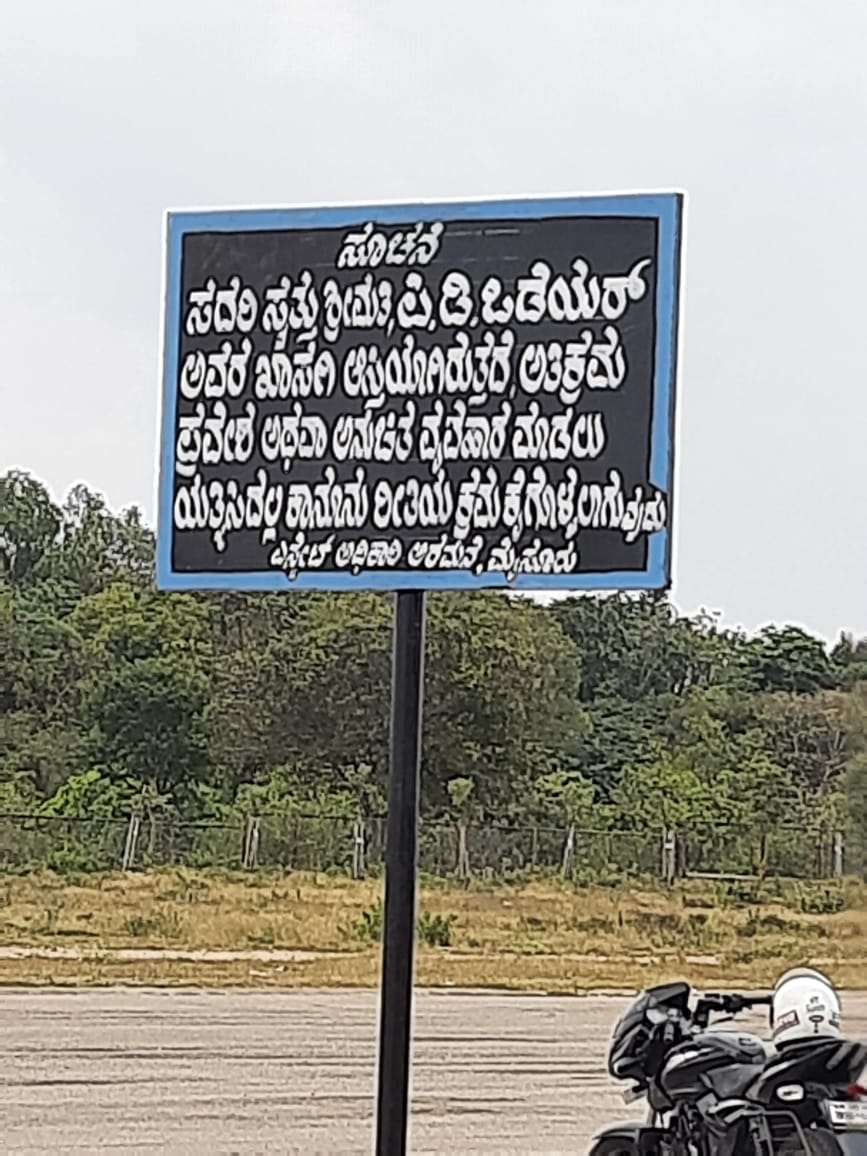 ಸೂಚನೆ
ಸದರಿ ಸ್ವತ್ತು ಶ್ರೀಮತಿ, ಪಿ. ಡಿ. ಒಡೆಯರ್
ಅವರ ಖಾಸಗಿ ಆಸ್ತಿಯಾಗಿರುತ್ತದೆ, ಅತಿಕ್ರಮ
ಪ್ರವೇಶ ಅಥವಾ ಅನುಚಿತ ವ್ಯವಹಾರ ಮಾಡಲು
ಯತ್ನಿಸಿದಲ್ಲಿ ಕಾನೂನು ರೀತಿಯ ಕ್ರಮ ಕೈಗೊಳ್ಳಲಾಗುವುದು
ಎಸ್ಟೇಟ್ ಅಧಿಕಾರಿ ಅರಮನೆ, ಮೈಸೂರು